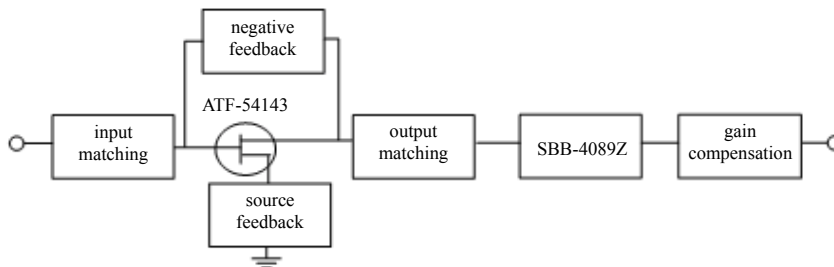 negative
feedback
ATF-54143
input
matching
output
matching
SBB-4089Z
gain
compensation
source
feedback